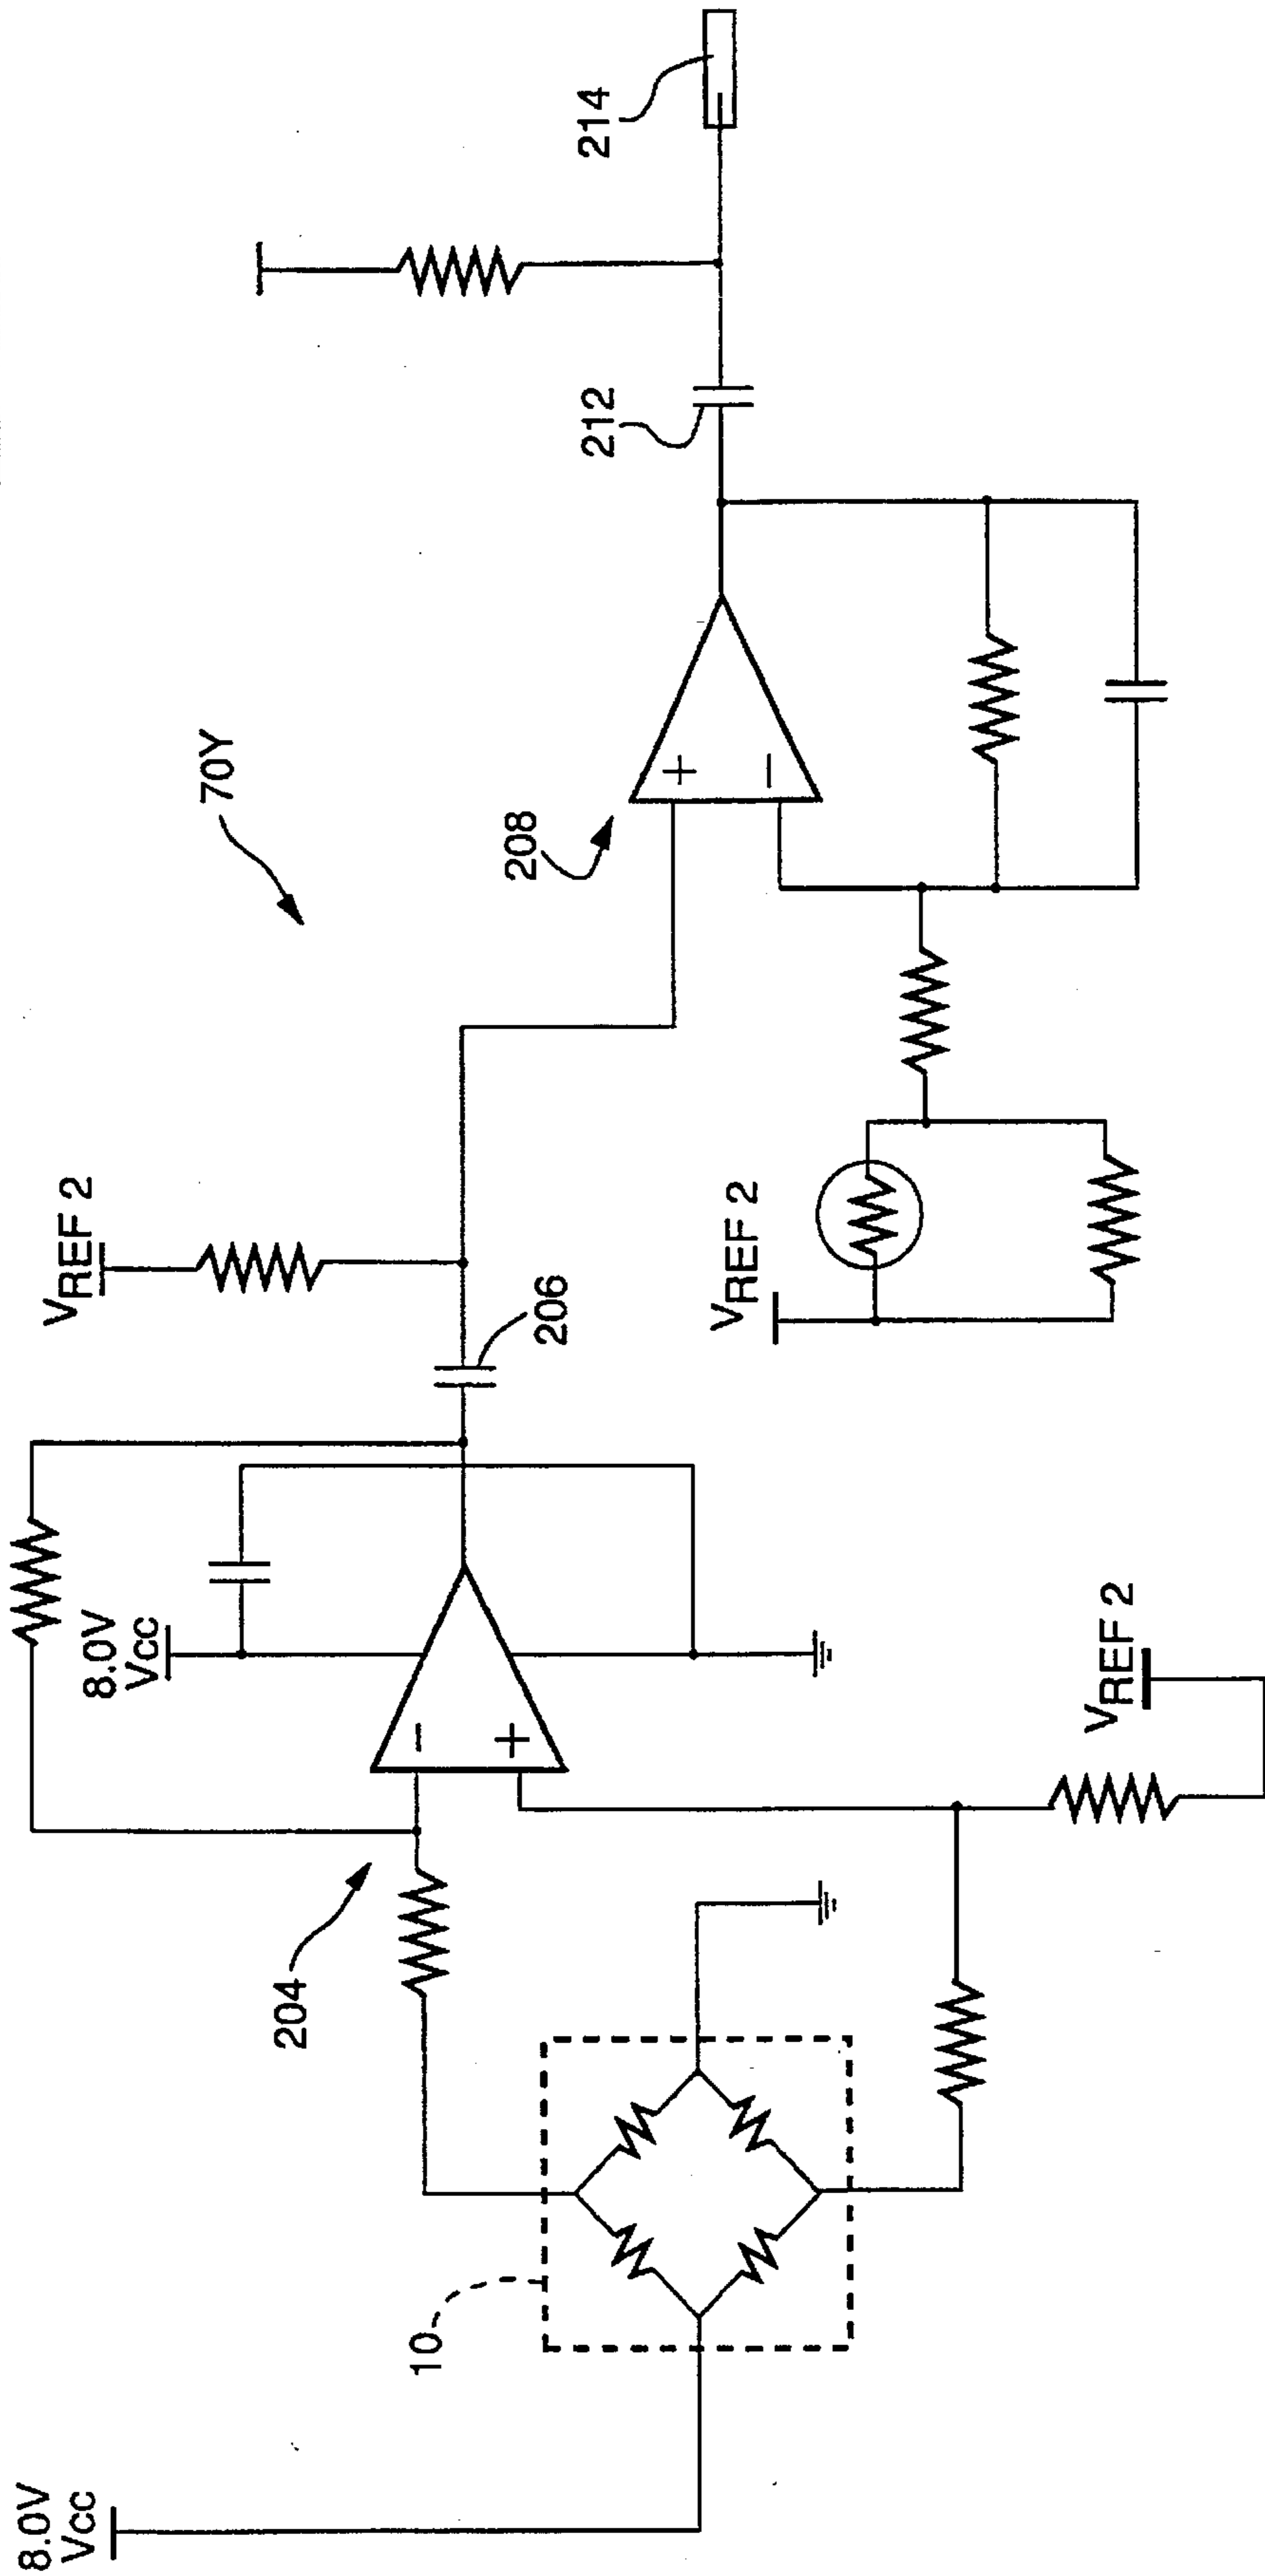 8.0V
VCC
10
204
8.0V
VCC
VREF 2
VREF 2
206
VREF 2
70Y
208
212
214
+
−
−
+